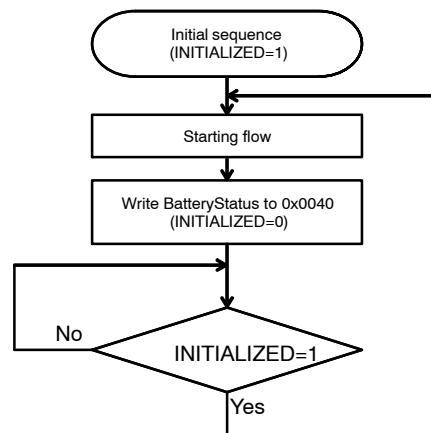 Initial sequence
(INITIALIZED=1)
Starting flow
Write BatteryStatus to 0x0040
(INITIALIZED=0)
No
INITIALIZED=1
Yes